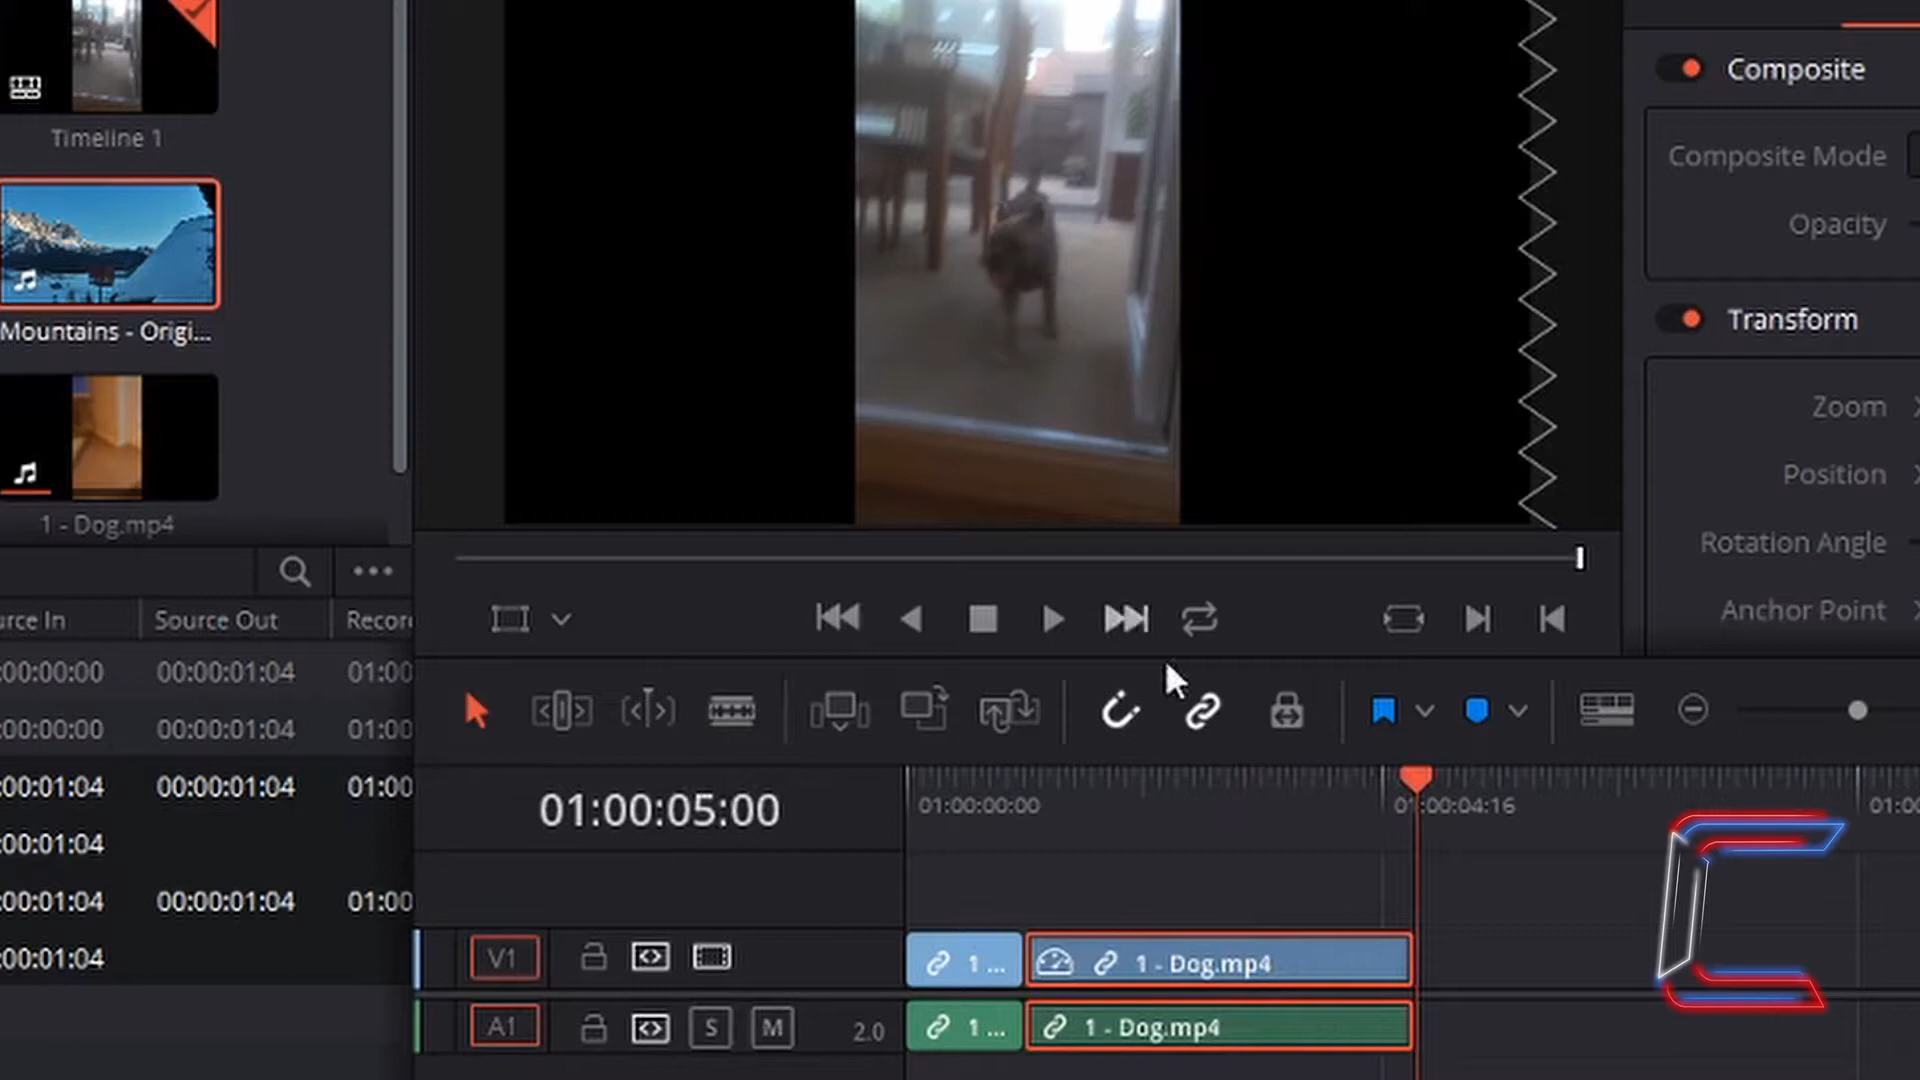 Timeline 1
Mountains - Origi...
1 - Dog.mp4
Composite
Composite Mode
Opacity
Transform
Zoom
Position
Rotation Angle
Anchor Point
urce In Source Out Recor
00:00:00 00:00:01:04 01:00
00:00:00 00:00:01:04 01:00
00:01:04 00:00:01:04 01:00
00:01:04
00:01:04 00:00:01:04 01:00
00:01:04
01:00:05:00
01:00:00:00 01:00:04:16 01:00
V1 1 ... 1 - Dog.mp4
A1 S M 2.0 1 ... 1 - Dog.mp4